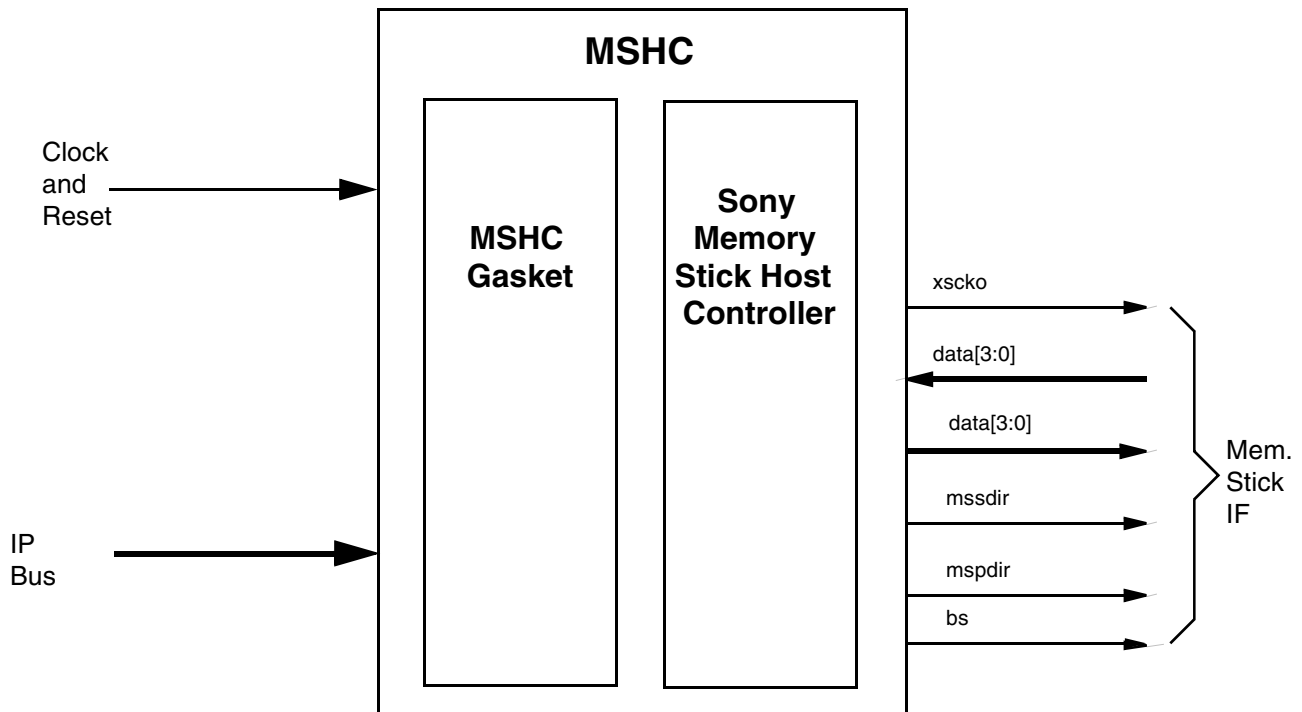 MSHC
Clock
and
Reset
MSHC
Gasket
Sony
Memory
Stick Host
Controller
xscko
data[3:0]
data[3:0]
mssdir
mspdir
bs
Mem.
Stick
IF
IP
Bus